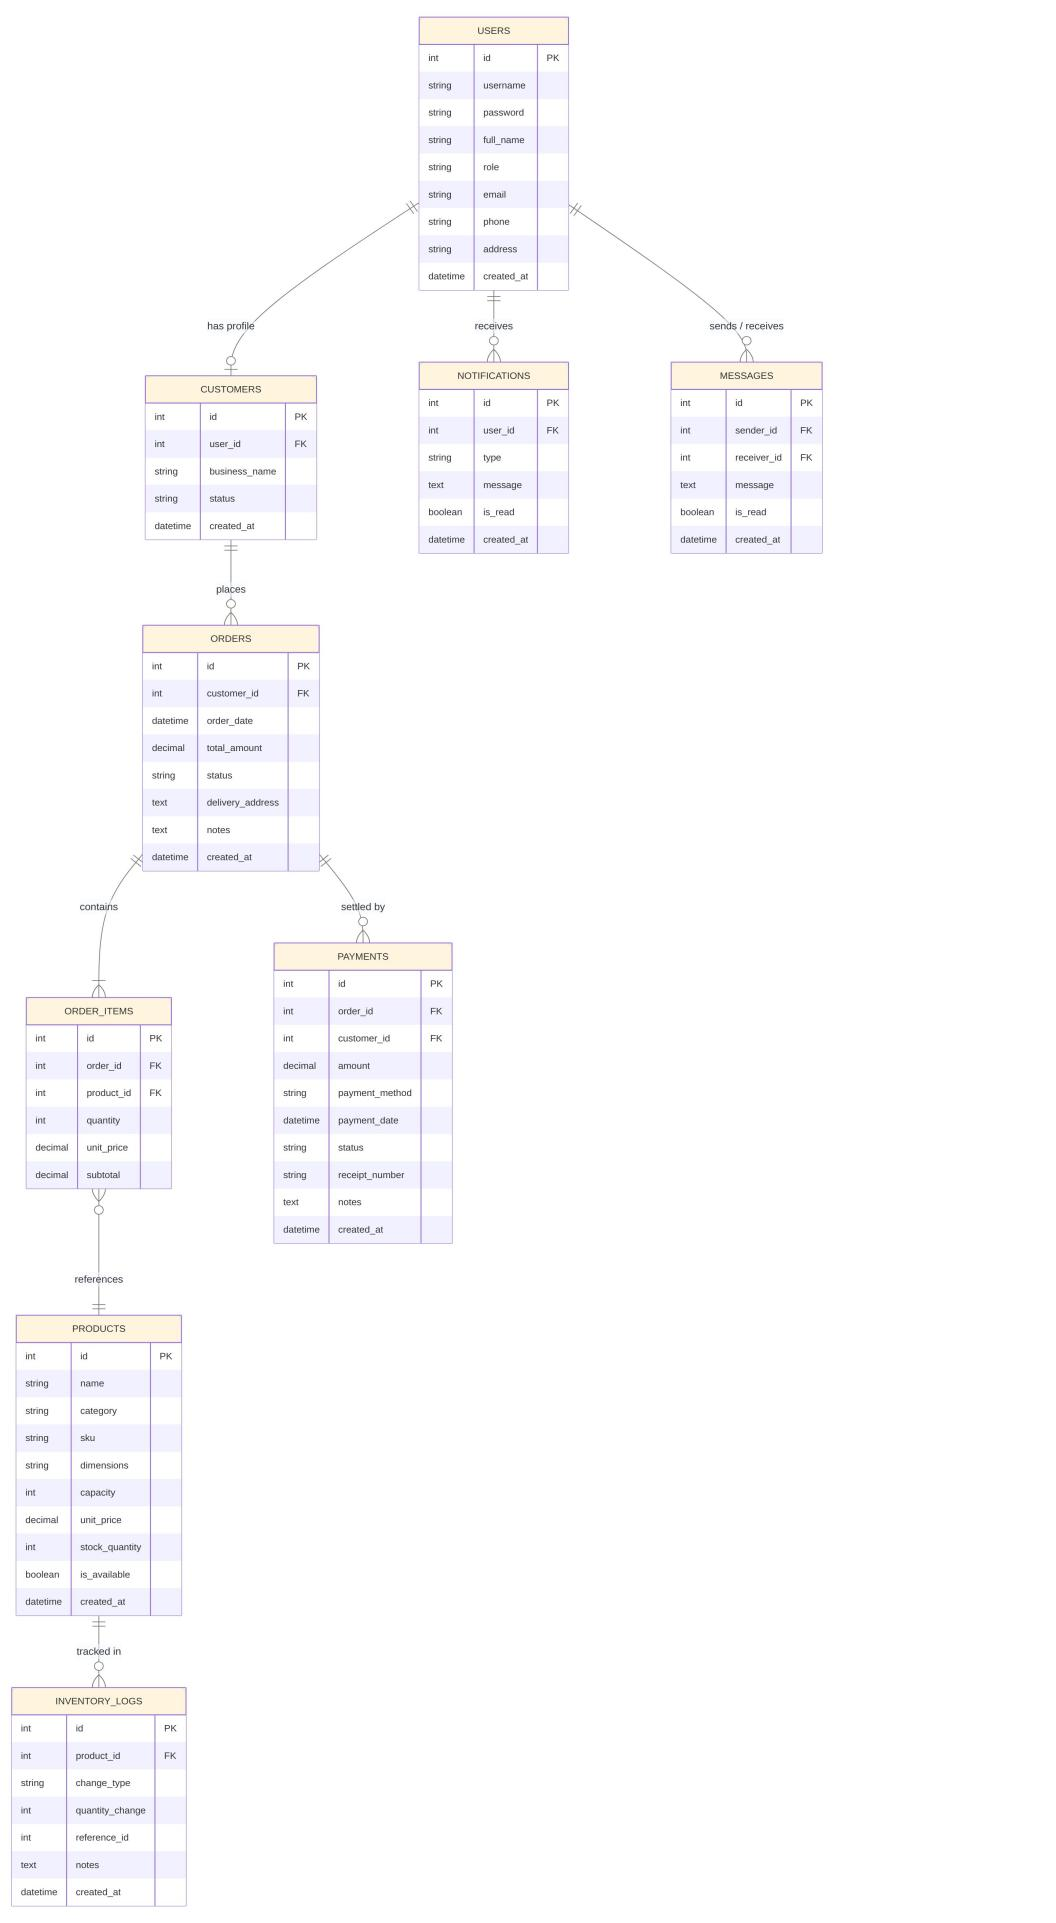 USERS
int id PK
string username
string password
string full_name
string role
string email
string phone
string address
datetime created_at
has profile
receives
sends / receives
CUSTOMERS
int id PK
int user_id FK
string business_name
string status
datetime created_at
NOTIFICATIONS
int id PK
int user_id FK
string type
text message
boolean is_read
datetime created_at
MESSAGES
int id PK
int sender_id FK
int receiver_id FK
text message
boolean is_read
datetime created_at
places
ORDERS
int id PK
int customer_id FK
datetime order_date
decimal total_amount
string status
text delivery_address
text notes
datetime created_at
contains
settled by
ORDER_ITEMS
int id PK
int order_id FK
int product_id FK
int quantity
decimal unit_price
decimal subtotal
PAYMENTS
int id PK
int order_id FK
int customer_id FK
decimal amount
string payment_method
datetime payment_date
string status
string receipt_number
text notes
datetime created_at
references
PRODUCTS
int id PK
string name
string category
string sku
string dimensions
int capacity
decimal unit_price
int stock_quantity
boolean is_available
datetime created_at
tracked in
INVENTORY_LOGS
int id PK
int product_id FK
string change_type
int quantity_change
int reference_id
text notes
datetime created_at